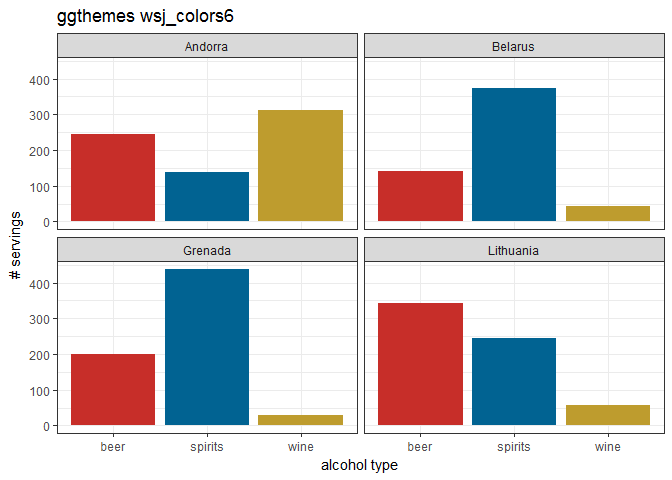 ggthemes wsj_colors6
Andorra
Belarus
400
300
200
100
0
Grenada
Lithuania
400
300
200
100
0
# servings
beer spirits wine beer spirits wine
alcohol type